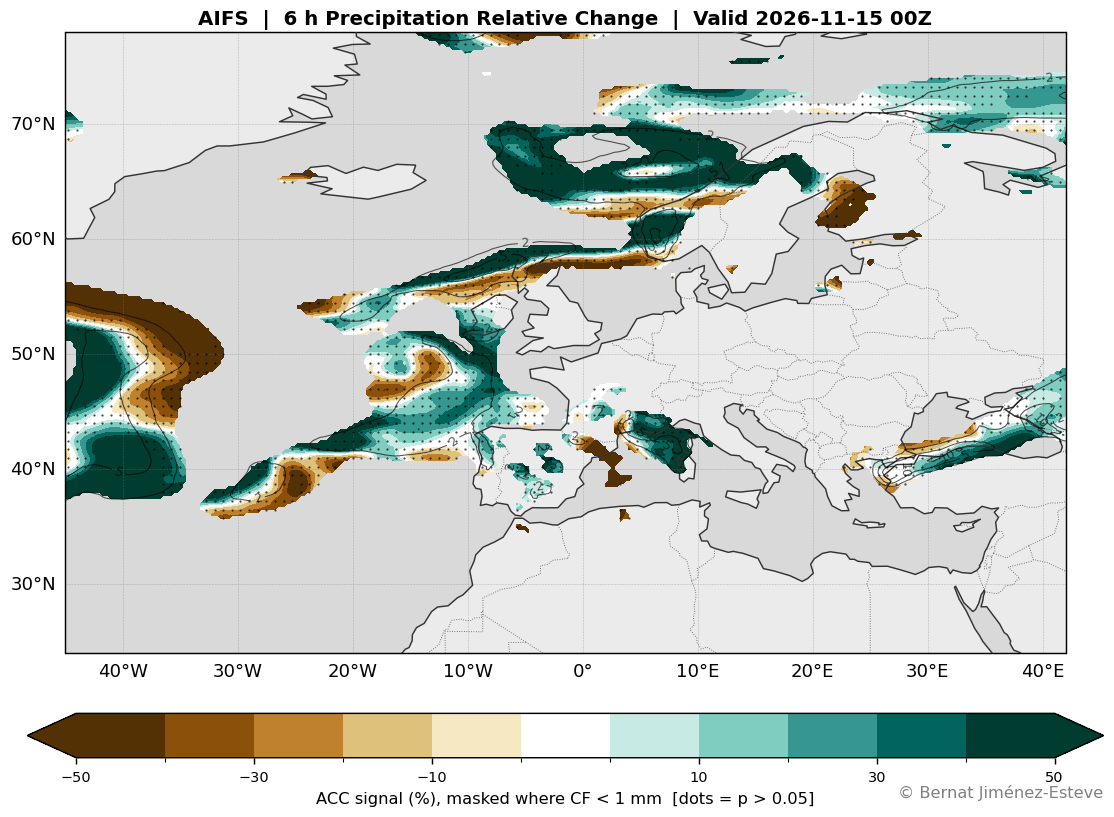 AIFS | 6 h Precipitation Relative Change | Valid 2026-11-15 00Z
70°N
60°N
50°N
40°N
30°N
40°W 30°W 20°W 10°W 0° 10°E 20°E 30°E 40°E
−50 −30 −10 10 30 50
ACC signal (%), masked where CF < 1 mm [dots = p > 0.05]
© Bernat Jiménez-Esteve